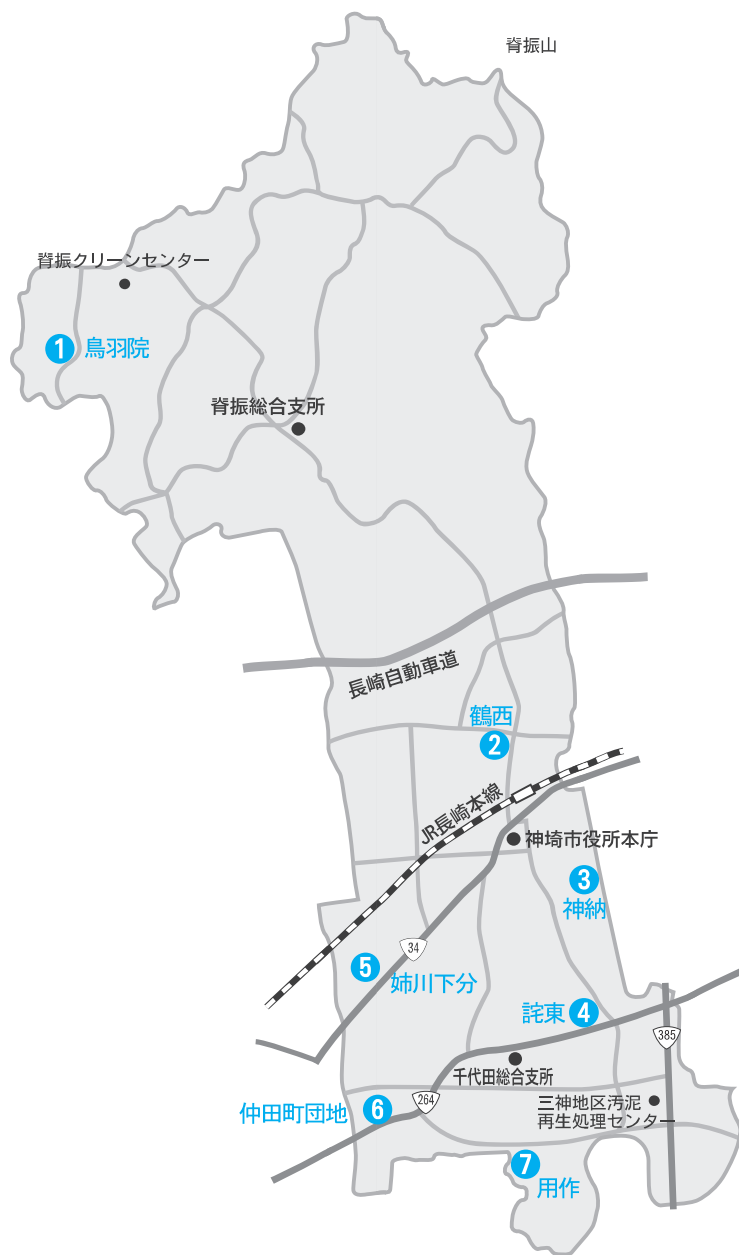 脊振山
脊振クリーンセンター
1 鳥羽院
脊振総合支所
長崎自動車道
鶴西
2
JR長崎本線
神埼市役所本庁
3
神納
34
5
姉川下分
詫東 4
385
千代田総合支所
264
仲田町団地 6
三神地区汚泥
再生処理センター
7
用作